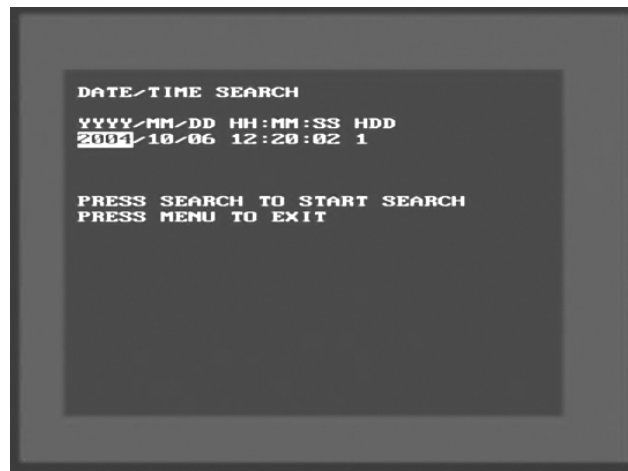 DATE/TIME SEARCH
YYYY/MM/DD HH:MM:SS HDD
2004/10/06 12:20:02 1
PRESS SEARCH TO START SEARCH
PRESS MENU TO EXIT